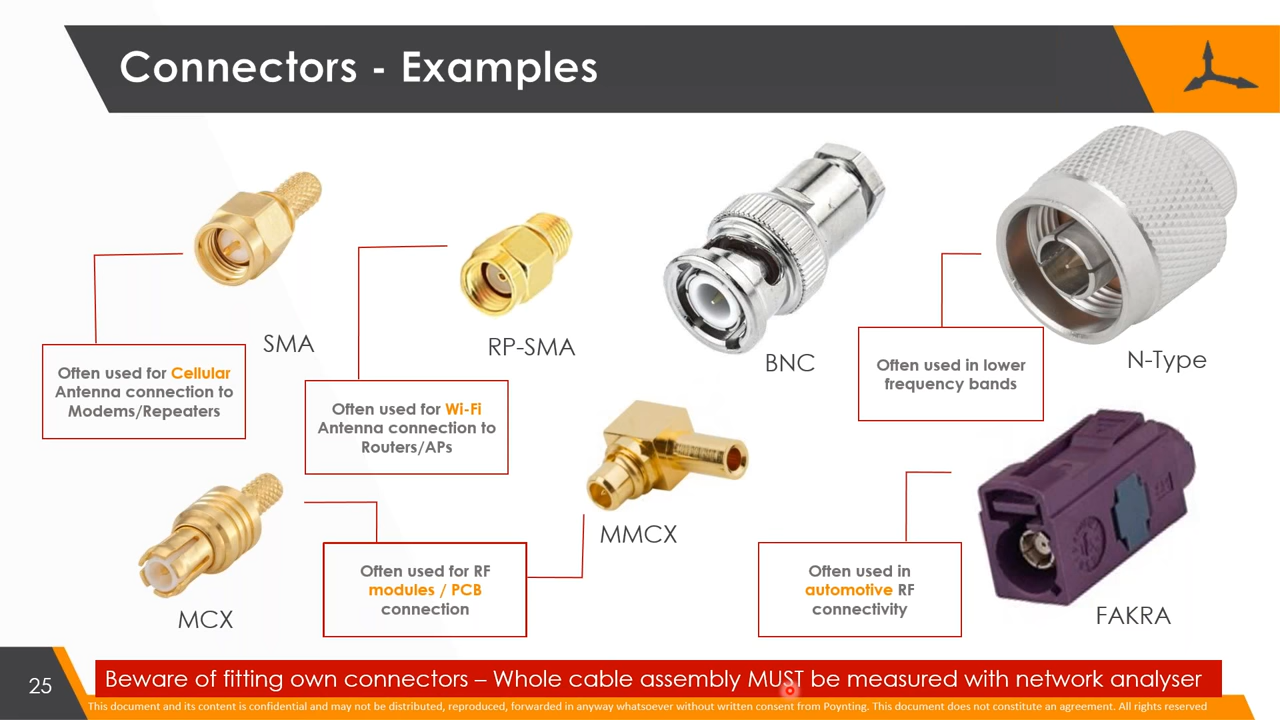 Connectors - Examples
SMA
Often used for Cellular
Antenna connection to
Modems/Repeaters
RP-SMA
Often used for Wi-Fi
Antenna connection to
Routers/APs
BNC
N-Type
Often used in lower
frequency bands
MCX
Often used for RF
modules / PCB
connection
MMCX
FAKRA
Often used in
automotive RF
connectivity
25
Beware of fitting own connectors – Whole cable assembly MUST be measured with network analyser
This document and its content is confidential and may not be distributed, reproduced, forwarded in anyway whatsoever without written consent from Poynting. This document does not constitute an agreement. All rights reserved